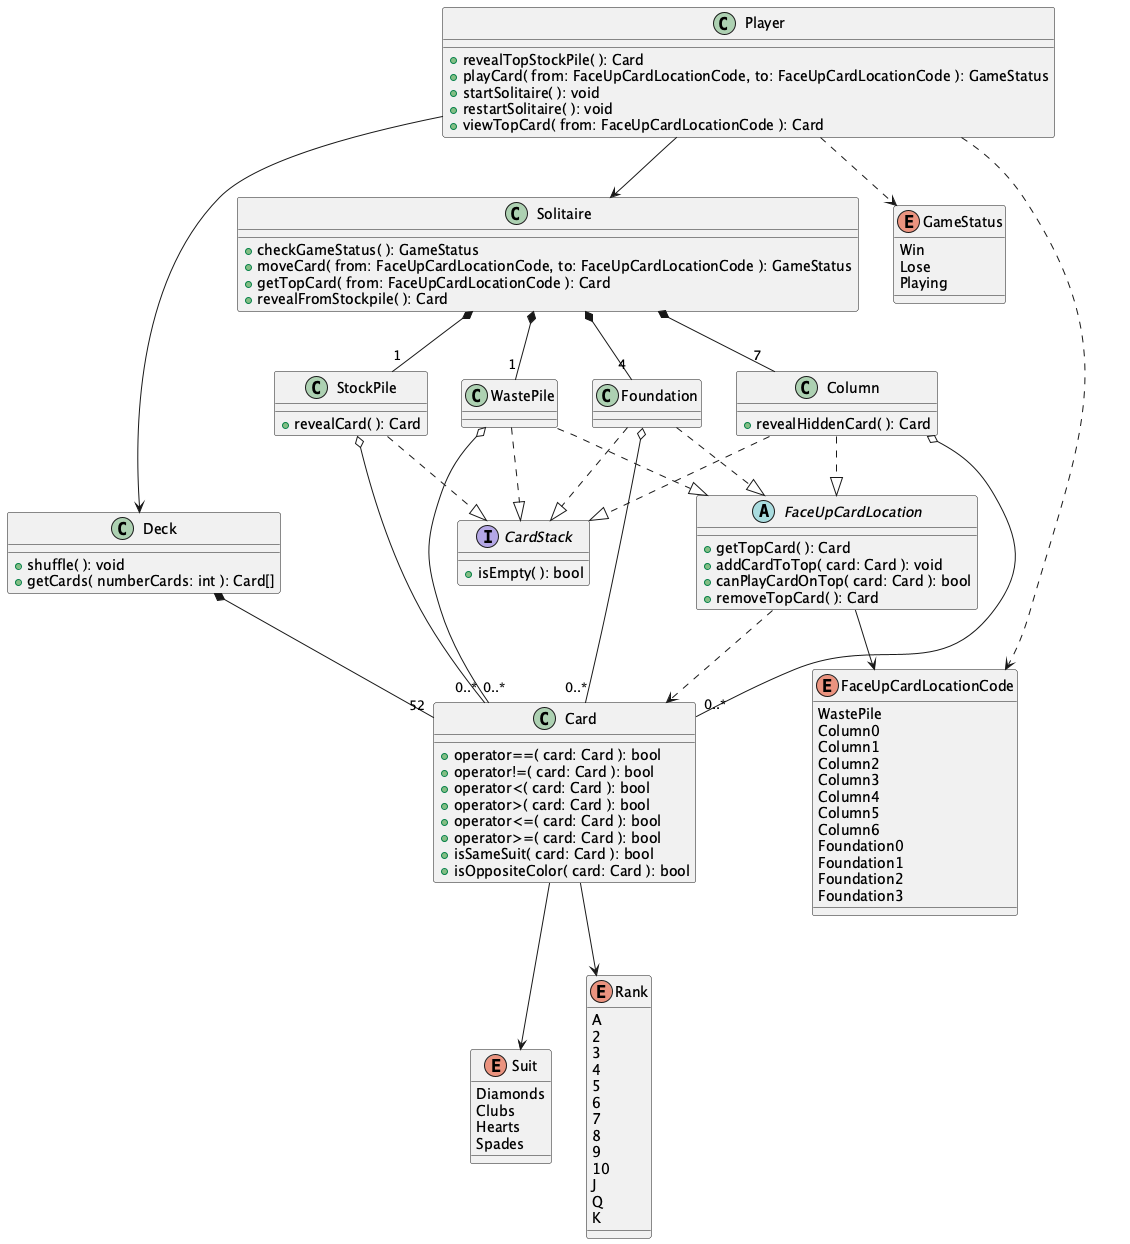 C Player
revealTopStockPile( ): Card
playCard( from: FaceUpCardLocationCode, to: FaceUpCardLocationCode ): GameStatus
startSolitaire( ): void
restartSolitaire( ): void
viewTopCard( from: FaceUpCardLocationCode ): Card
C Solitaire
checkGameStatus( ): GameStatus
moveCard( from: FaceUpCardLocationCode, to: FaceUpCardLocationCode ): GameStatus
getTopCard( from: FaceUpCardLocationCode ): Card
revealFromStockpile( ): Card
E GameStatus
Win
Lose
Playing
1
1
4
7
C StockPile
revealCard( ): Card
C WastePile
C Foundation
C Column
revealHiddenCard( ): Card
C Deck
shuffle( ): void
getCards( numberCards: int ): Card[]
I CardStack
isEmpty( ): bool
A FaceUpCardLocation
getTopCard( ): Card
addCardToTop( card: Card ): void
canPlayCardOnTop( card: Card ): bool
removeTopCard( ): Card
52
0..*
0..*
0..*
0..*
C Card
operator==( card: Card ): bool
operator!=( card: Card ): bool
operator<( card: Card ): bool
operator>( card: Card ): bool
operator<=( card: Card ): bool
operator>=( card: Card ): bool
isSameSuit( card: Card ): bool
isOppositeColor( card: Card ): bool
E FaceUpCardLocationCode
WastePile
Column0
Column1
Column2
Column3
Column4
Column5
Column6
Foundation0
Foundation1
Foundation2
Foundation3
E Suit
Diamonds
Clubs
Hearts
Spades
E Rank
A
2
3
4
5
6
7
8
9
10
J
Q
K